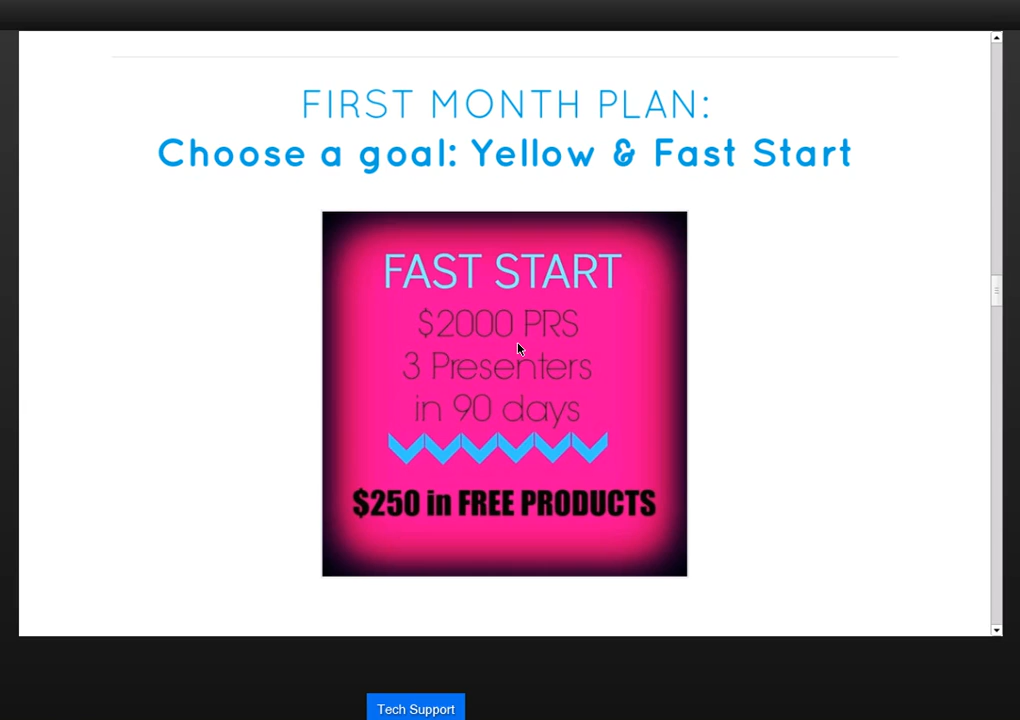 FIRST MONTH PLAN:
Choose a goal: Yellow & Fast Start
FAST START
$2000 PRS
3 Presenters
in 90 days
$250 in FREE PRODUCTS
Tech Support